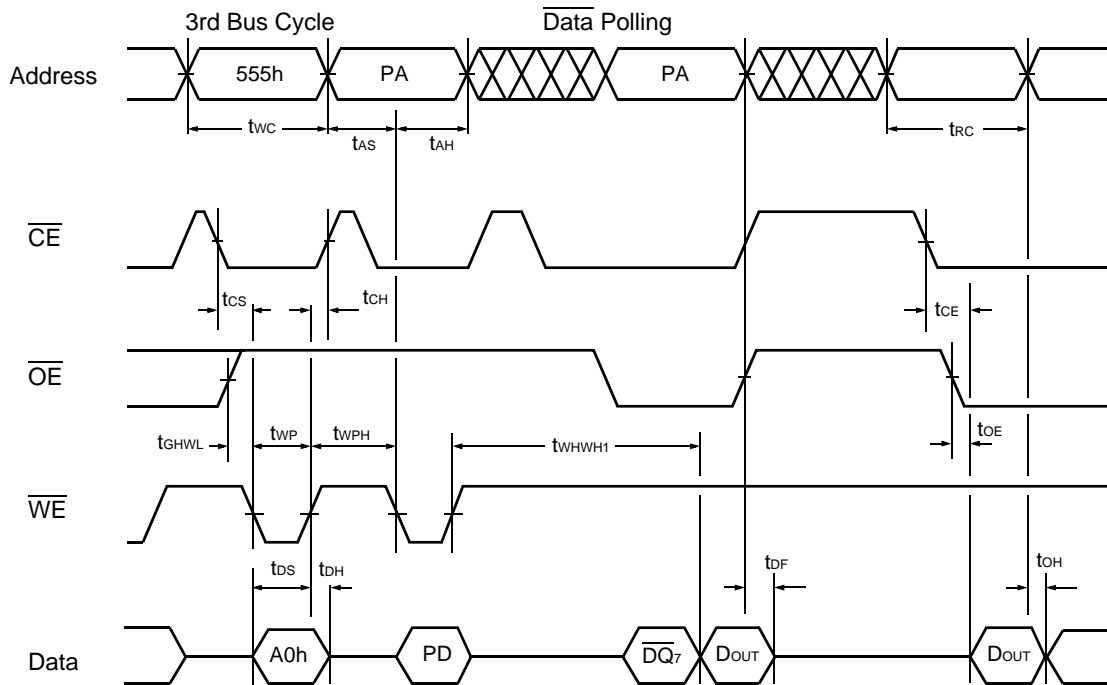 3rd Bus Cycle Data Polling
Address 555h PA PA
tWC tAS tAH tRC
CE
tCS tCH tCE
OE
tGHWL tWP tWPH tWHWH1 tOE
WE
tDS tDH tDF tOH
Data A0h PD DQ7 DOUT DOUT